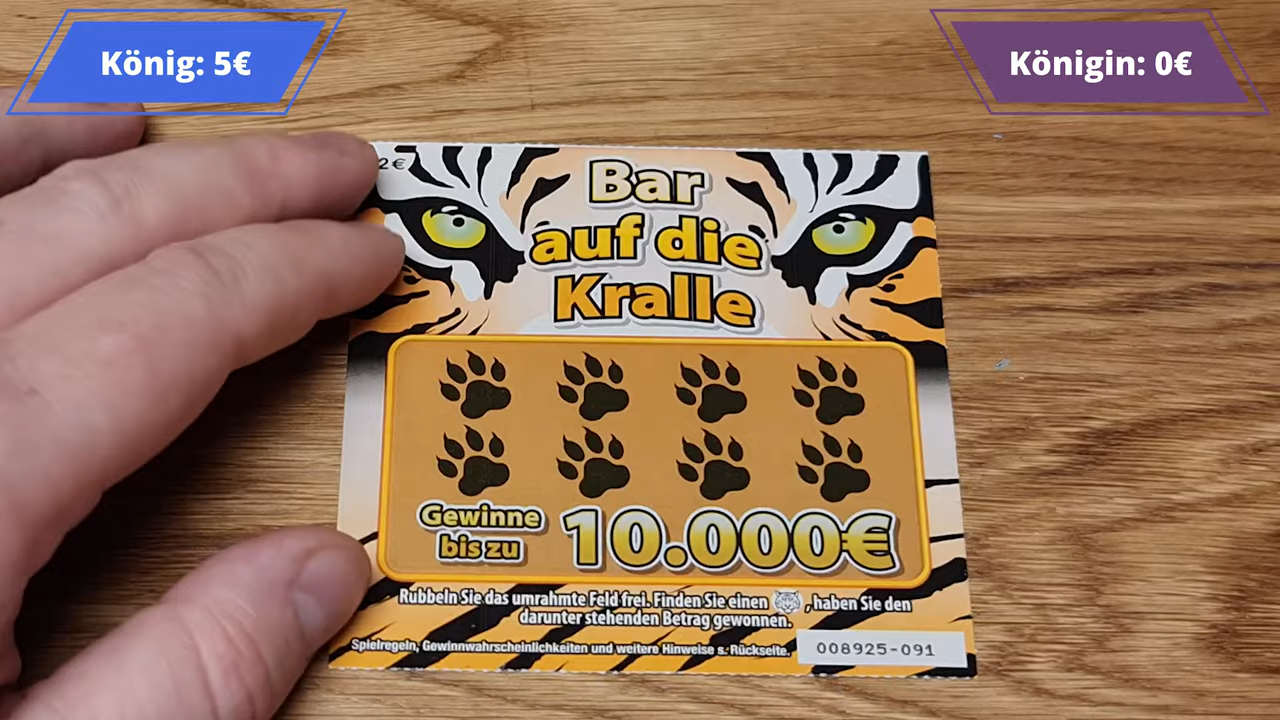 König: 5€
Königin: 0€
2€
Bar
auf die
Kralle
Gewinne
bis zu
10.000€
Rubbeln Sie das umrahmte Feld frei. Finden Sie einen , haben Sie den
darunter stehenden Betrag gewonnen.
Spielregeln, Gewinnwahrscheinlichkeiten und weitere Hinweise s. Rückseite.
008925-091